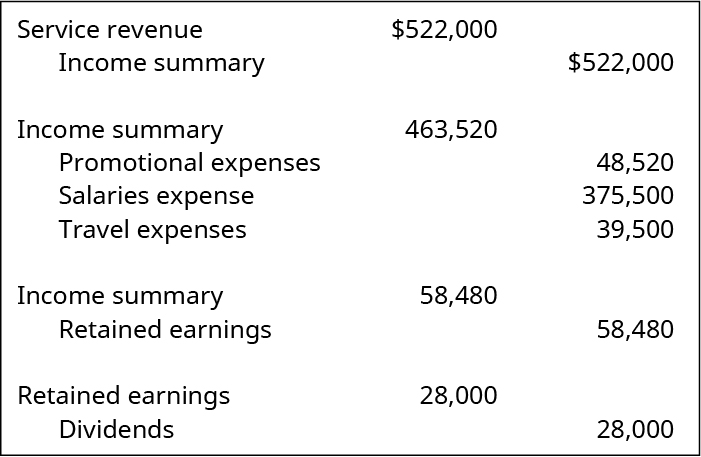 Service revenue $522,000
Income summary $522,000
Income summary 463,520
Promotional expenses 48,520
Salaries expense 375,500
Travel expenses 39,500
Income summary 58,480
Retained earnings 58,480
Retained earnings 28,000
Dividends 28,000